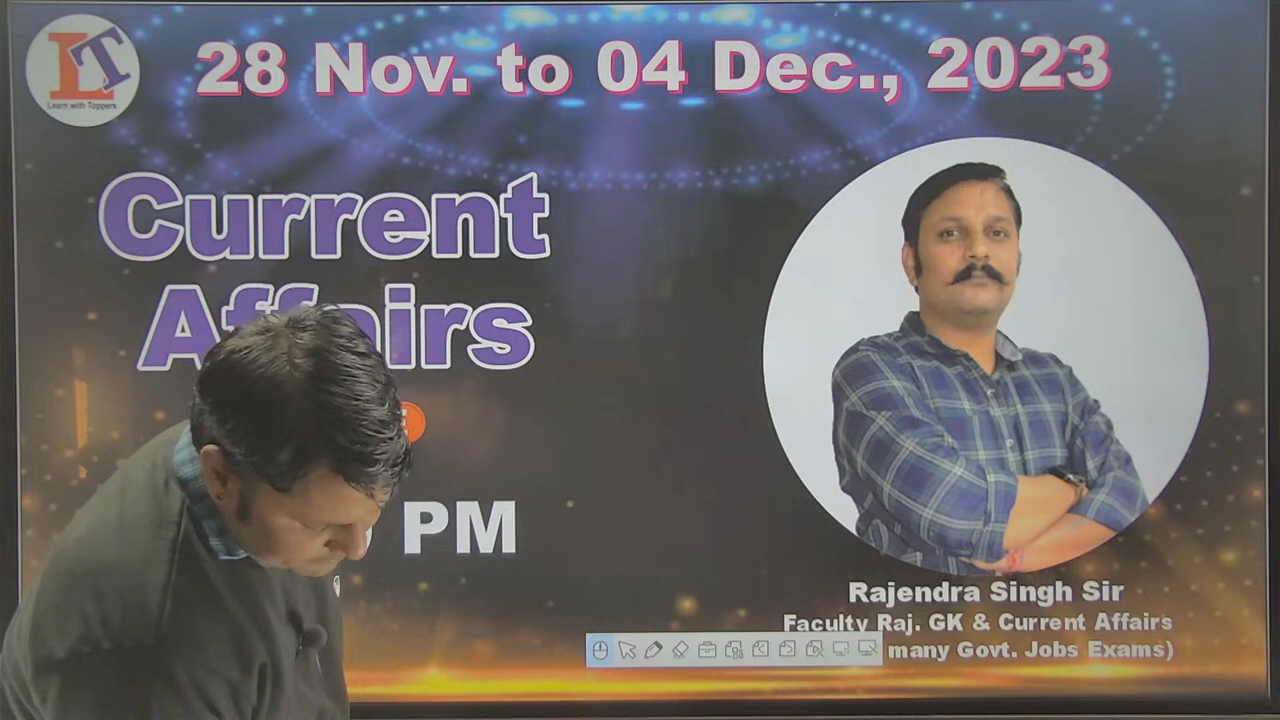 LT
Learn with Toppers
28 Nov. to 04 Dec., 2023
Current
Affairs
PM
Rajendra Singh Sir
Faculty Raj. GK & Current Affairs
many Govt. Jobs Exams)